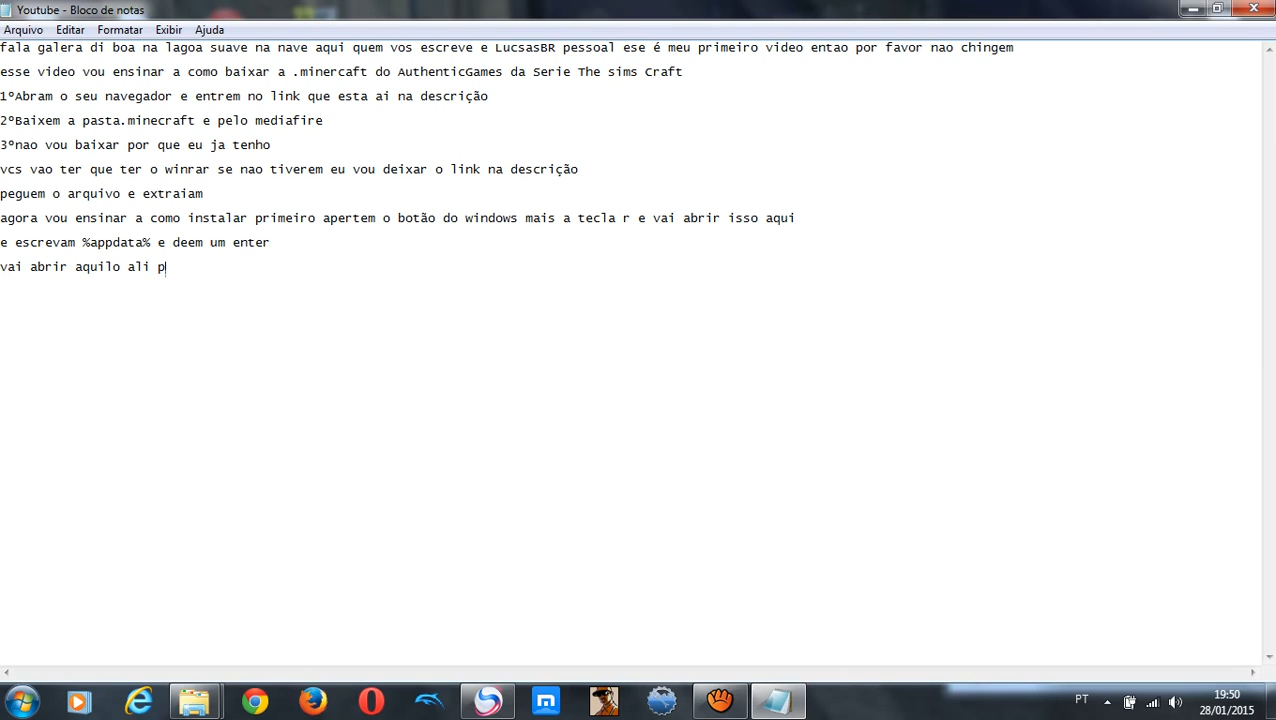 Youtube - Bloco de notas
Arquivo Editar Formatar Exibir Ajuda
fala galera di boa na lagoa suave na nave aqui quem vos escreve e LucsasBR pessoal ese é meu primeiro video entao por favor nao chingem
esse video vou ensinar a como baixar a .minercaft do AuthenticGames da Serie The sims Craft
1ºAbram o seu navegador e entrem no link que esta ai na descrição
2ºBaixem a pasta.minecraft e pelo mediafire
3ºnao vou baixar por que eu ja tenho
vcs vao ter que ter o winrar se nao tiverem eu vou deixar o link na descrição
peguem o arquivo e extraiam
agora vou ensinar a como instalar primeiro apertem o botão do windows mais a tecla r e vai abrir isso aqui
e escrevam %appdata% e deem um enter
vai abrir aquilo ali p
PT
19:50
28/01/2015